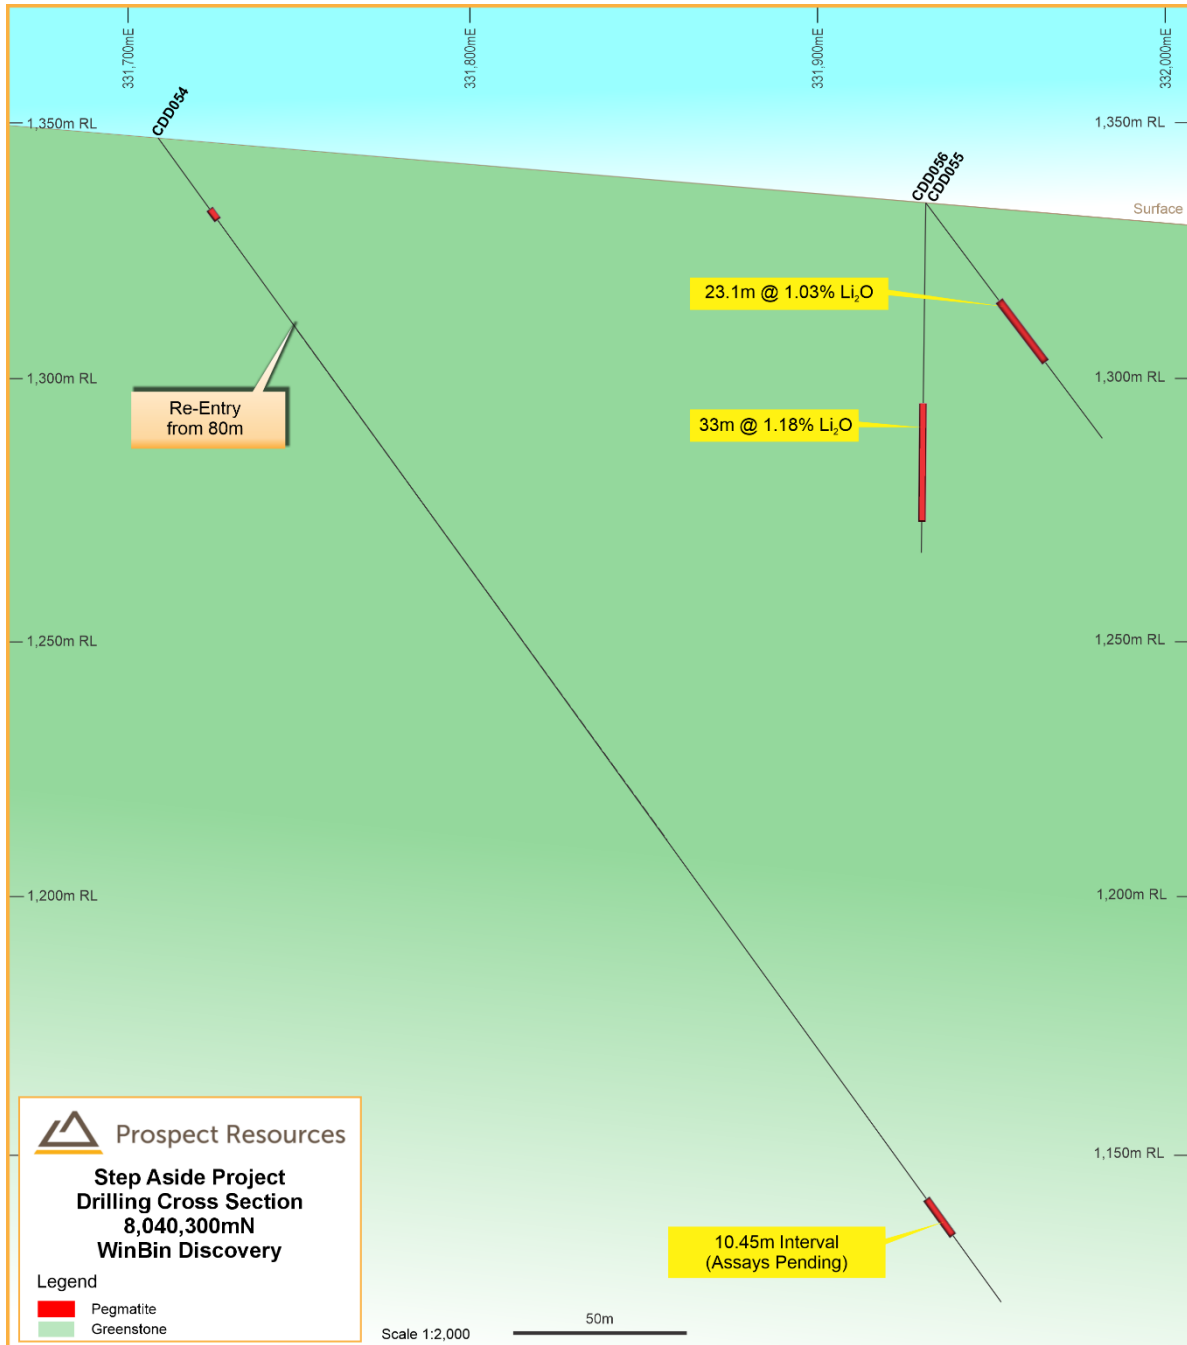 331,700mE
331,800mE
331,900mE
332,000mE
CDD054
1,350m RL
1,350m RL
CDD056
CDD055
Surface
23.1m @ 1.03% Li₂O
1,300m RL
1,300m RL
Re-Entry
from 80m
33m @ 1.18% Li₂O
1,250m RL
1,250m RL
1,200m RL
1,200m RL
1,150m RL
Prospect Resources
Step Aside Project
Drilling Cross Section
8,040,300mN
WinBin Discovery
Legend
Pegmatite
Greenstone
10.45m Interval
(Assays Pending)
Scale 1:2,000
50m